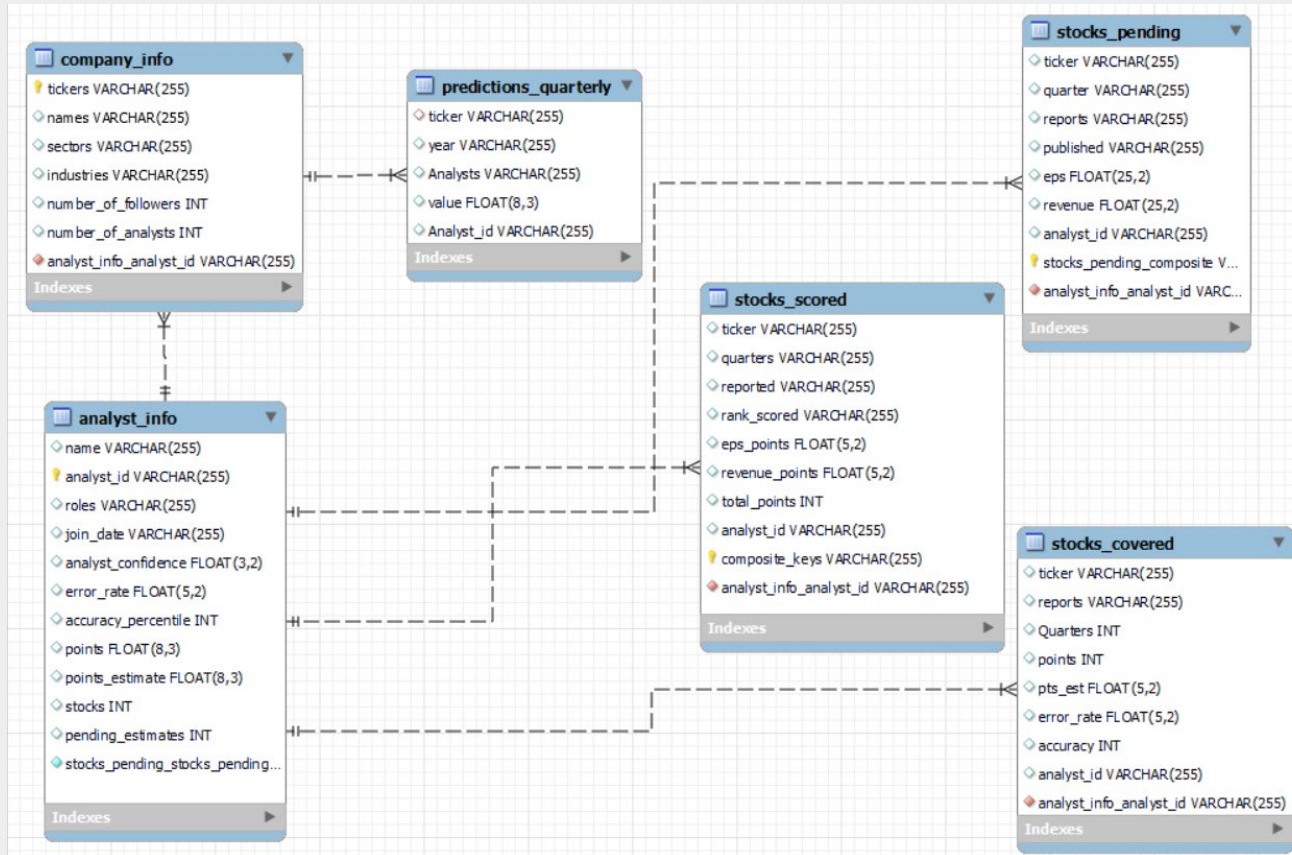 company_info
tickers VARCHAR(255)
names VARCHAR(255)
sectors VARCHAR(255)
industries VARCHAR(255)
number_of_followers INT
number_of_analysts INT
analyst_info_analyst_id VARCHAR(255)
Indexes
predictions_quarterly
ticker VARCHAR(255)
year VARCHAR(255)
Analysts VARCHAR(255)
value FLOAT(8,3)
Analyst_id VARCHAR(255)
Indexes
stocks_pending
ticker VARCHAR(255)
quarter VARCHAR(255)
reports VARCHAR(255)
published VARCHAR(255)
eps FLOAT(25,2)
revenue FLOAT(25,2)
analyst_id VARCHAR(255)
stocks_pending_composite V...
analyst_info_analyst_id VARC...
Indexes
analyst_info
name VARCHAR(255)
analyst_id VARCHAR(255)
roles VARCHAR(255)
join_date VARCHAR(255)
analyst_confidence FLOAT(3,2)
error_rate FLOAT(5,2)
accuracy_percentile INT
points FLOAT(8,3)
points_estimate FLOAT(8,3)
stocks INT
pending_estimates INT
stocks_pending_stocks_pending...
Indexes
stocks_scored
ticker VARCHAR(255)
quarters VARCHAR(255)
reported VARCHAR(255)
rank_scored VARCHAR(255)
eps_points FLOAT(5,2)
revenue_points FLOAT(5,2)
total_points INT
analyst_id VARCHAR(255)
composite_keys VARCHAR(255)
analyst_info_analyst_id VARCHAR(255)
Indexes
stocks_covered
ticker VARCHAR(255)
reports VARCHAR(255)
Quarters INT
points INT
pts_est FLOAT(5,2)
error_rate FLOAT(5,2)
accuracy INT
analyst_id VARCHAR(255)
analyst_info_analyst_id VARCHAR(255)
Indexes